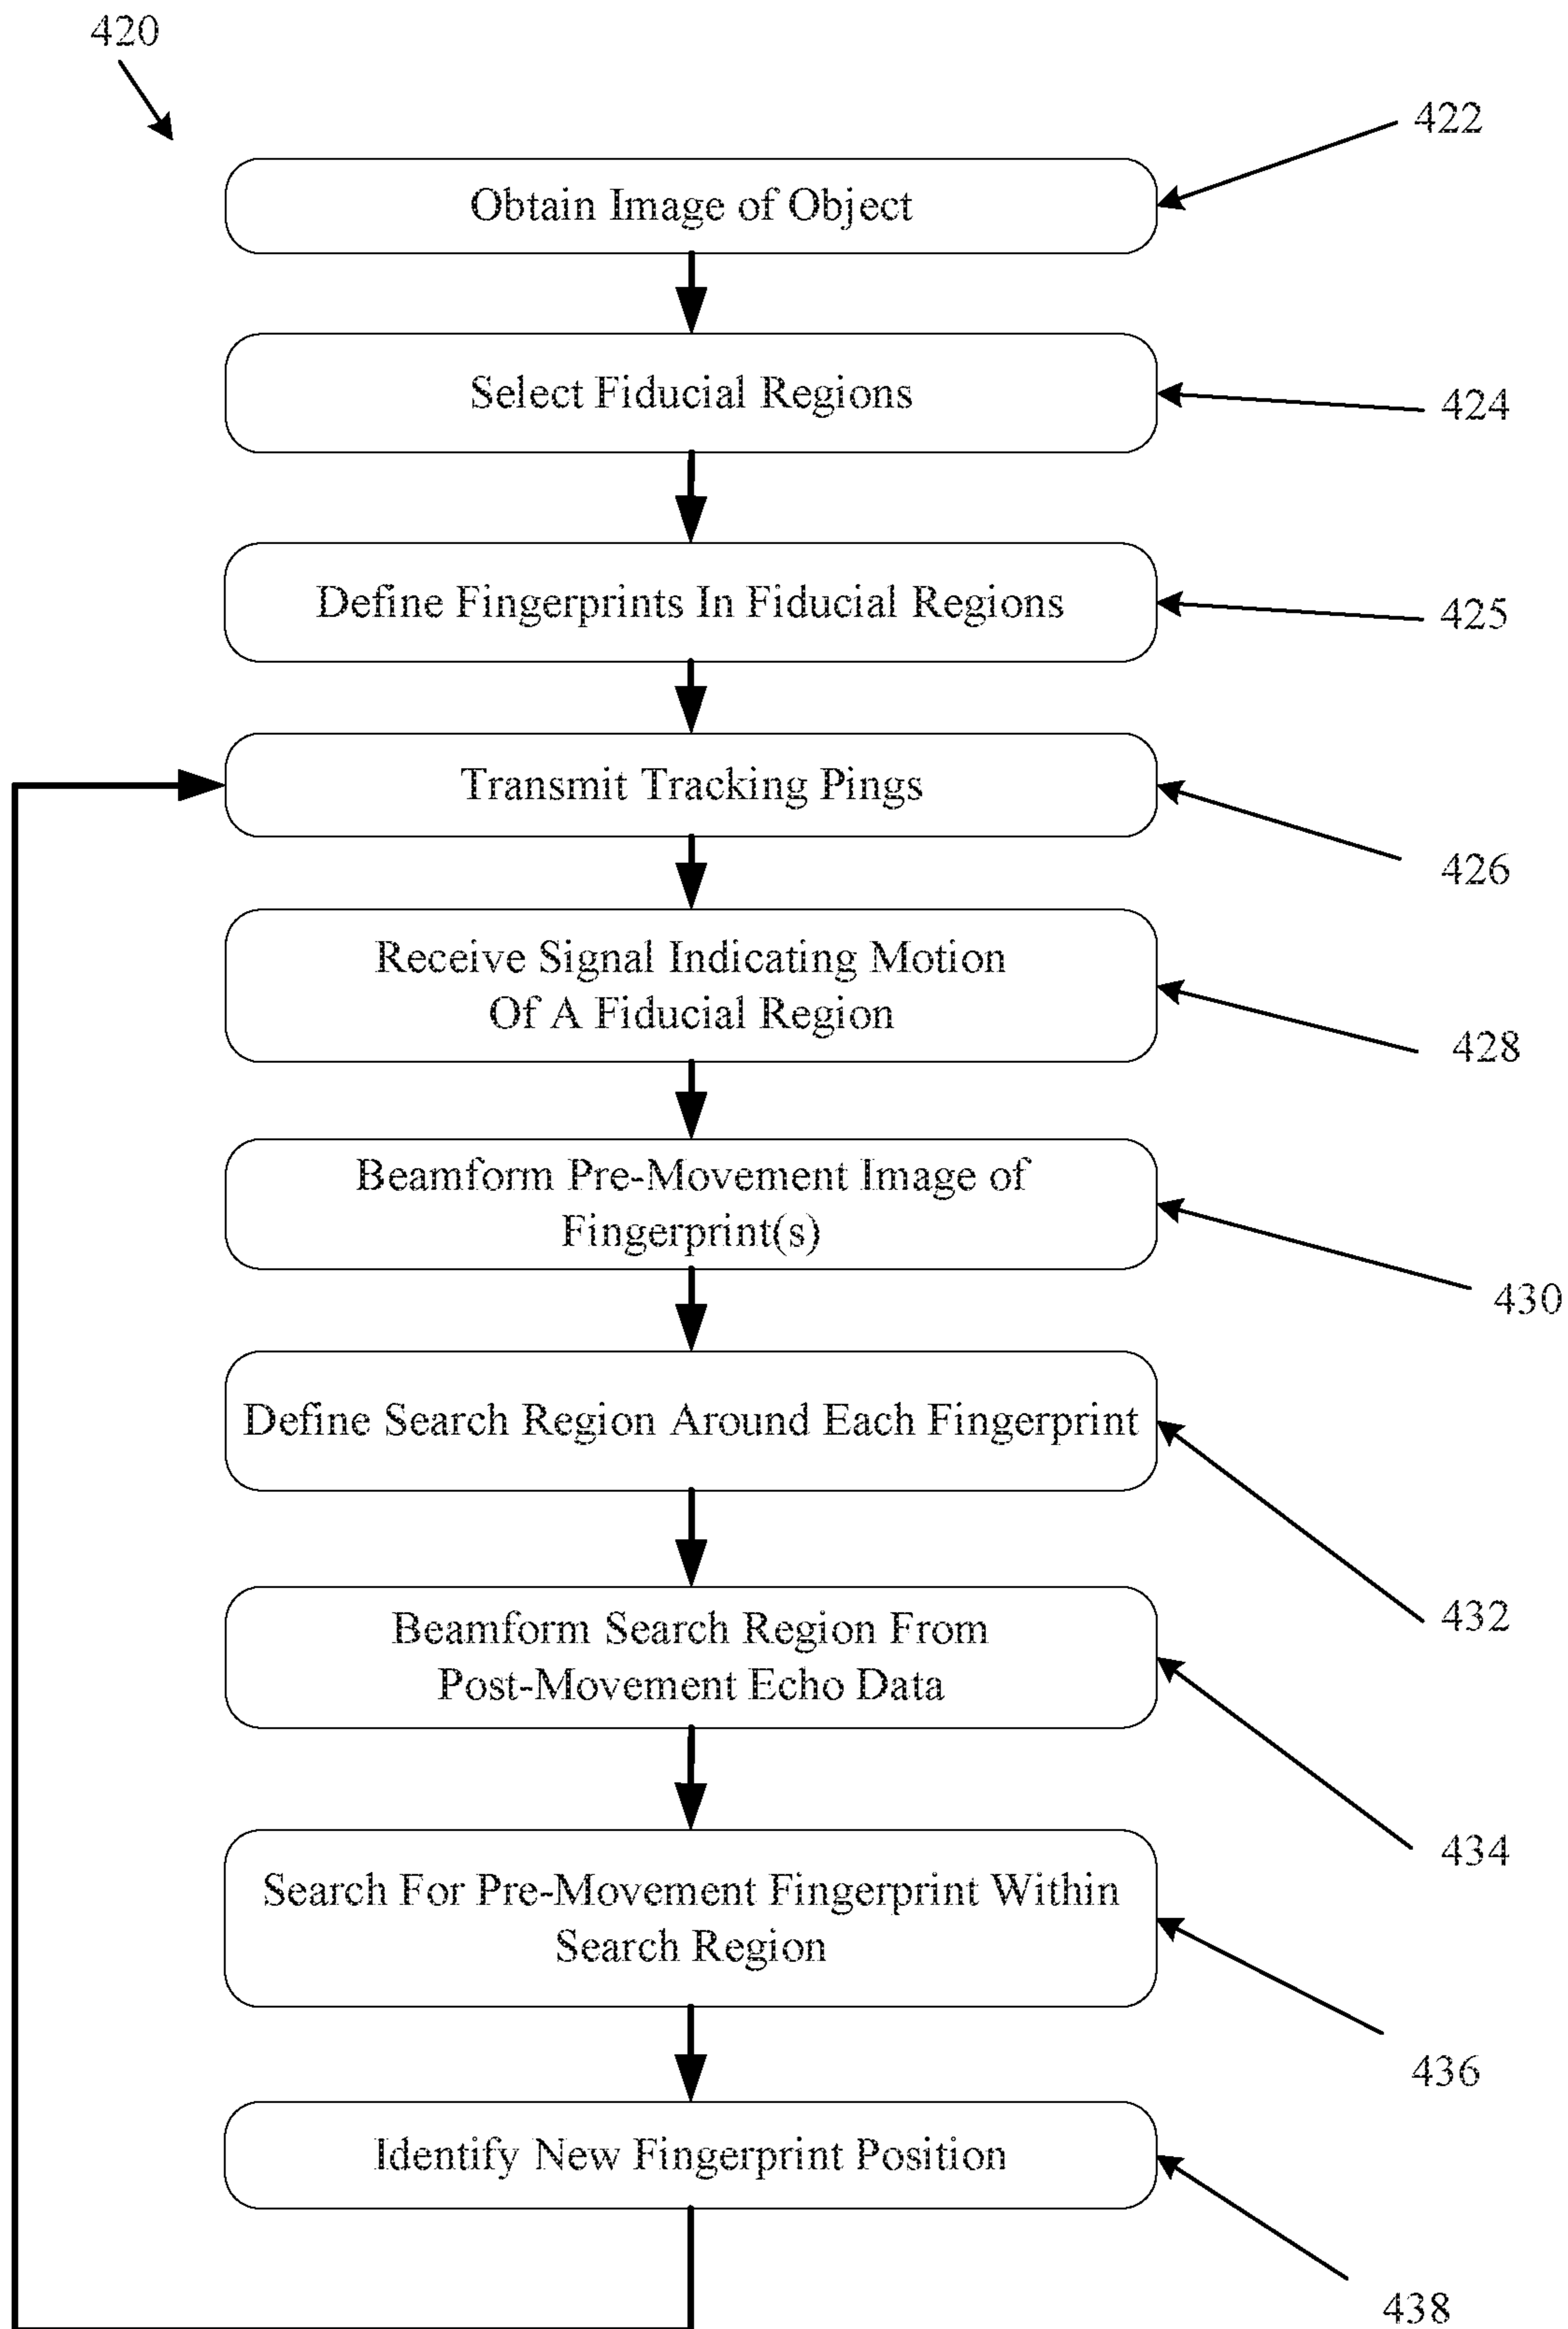 420
422
Obtain Image of Object
Select Fiducial Regions
424
Define Fingerprints In Fiducial Regions
425
Transmit Tracking Pings
426
Receive Signal Indicating Motion
Of A Fiducial Region
428
Beamform Pre-Movement Image of
Fingerprint(s)
430
Define Search Region Around Each Fingerprint
432
Beamform Search Region From
Post-Movement Echo Data
434
Search For Pre-Movement Fingerprint Within
Search Region
436
Identify New Fingerprint Position
438